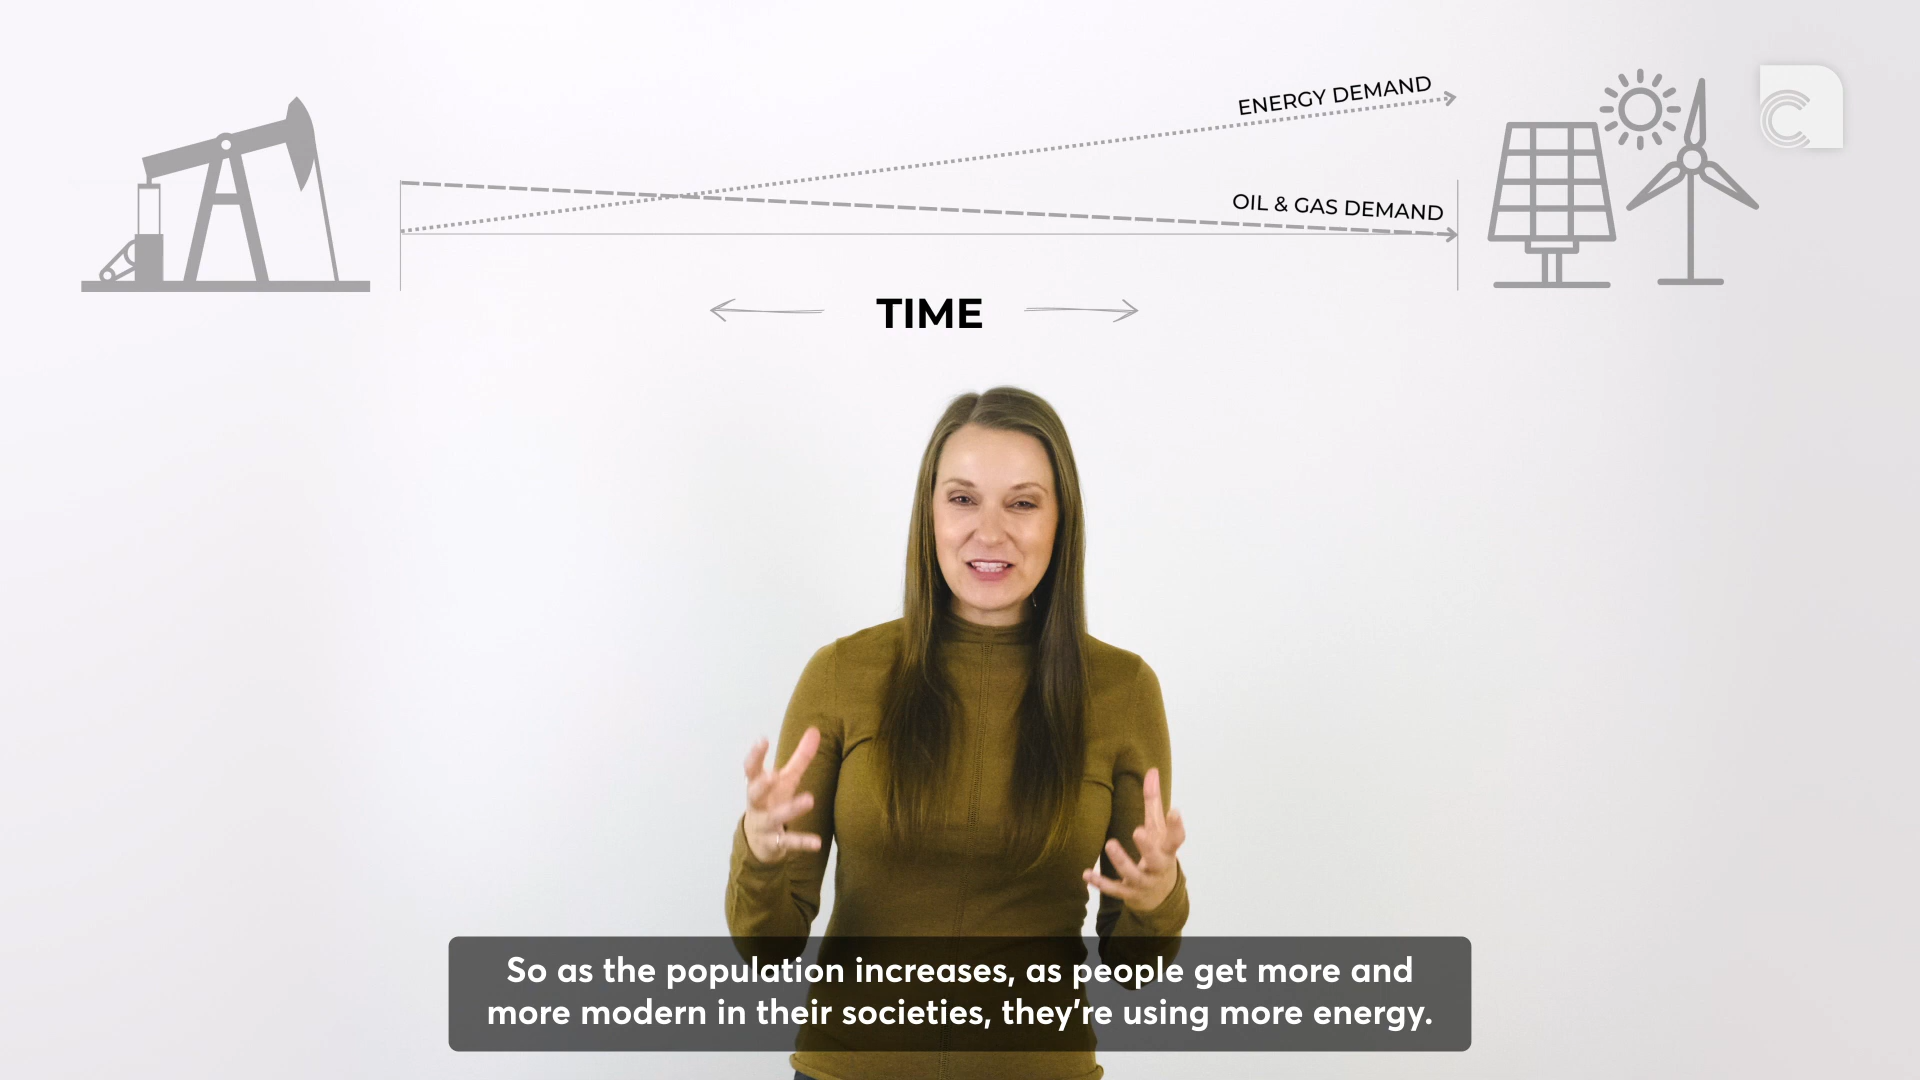 ENERGY DEMAND
OIL & GAS DEMAND
TIME
So as the population increases, as people get more and
more modern in their societies, they're using more energy.